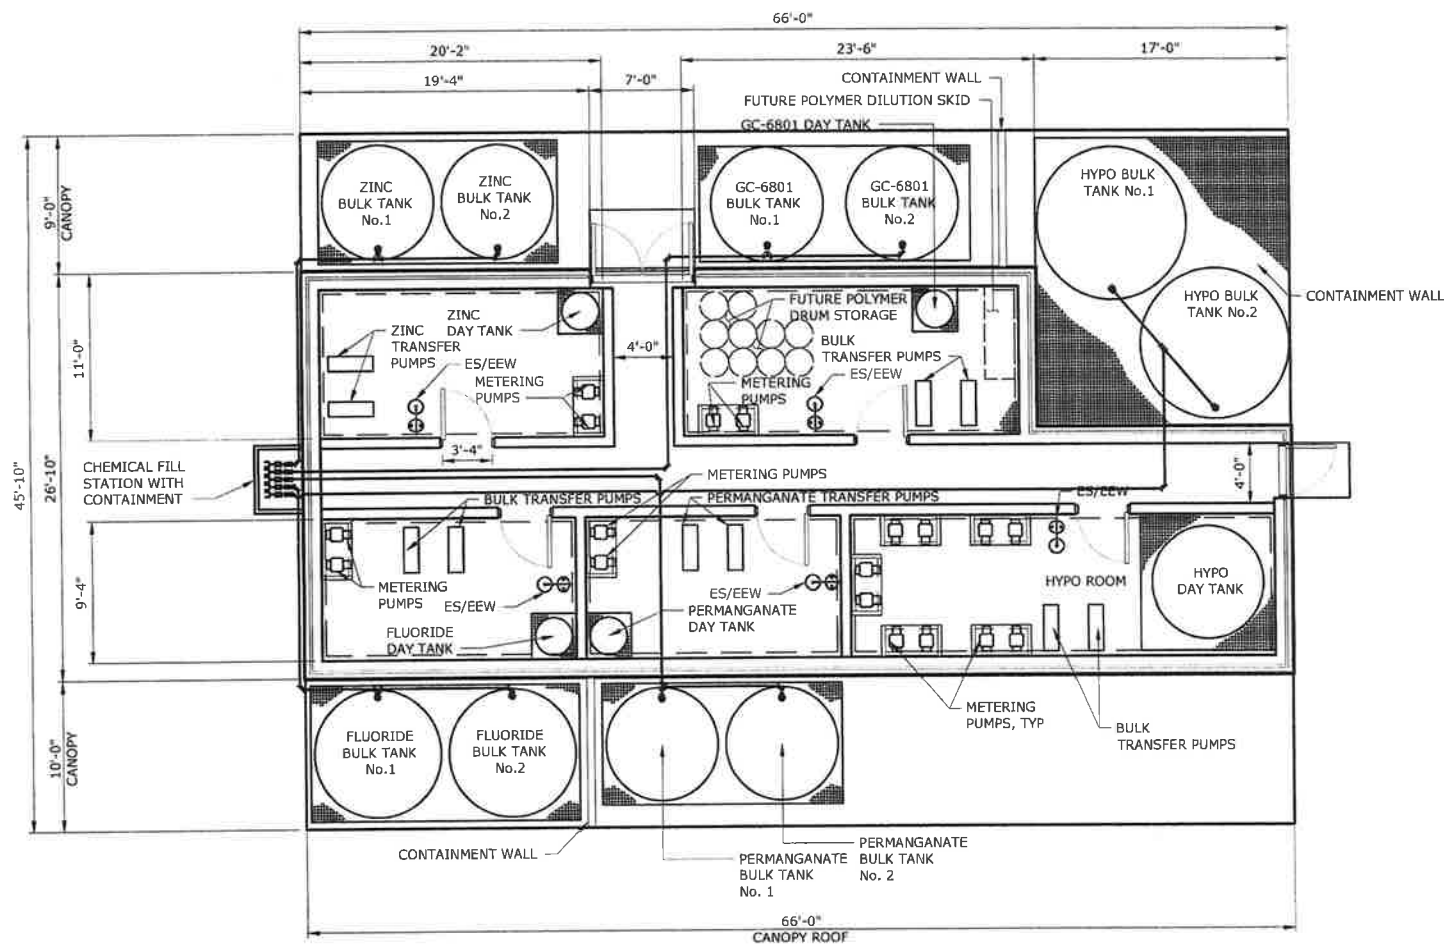 66'-0"
20'-2"
23'-6"
17'-0"
19'-4"
7'-0"
CONTAINMENT WALL
FUTURE POLYMER DILUTION SKID
GC-6801 DAY TANK
9'-0"
CANOPY
ZINC
BULK TANK
No.1
ZINC
BULK TANK
No.2
GC-6801
BULK TANK
No.1
GC-6801
BULK TANK
No.2
HYPO BULK
TANK No.1
HYPO BULK
TANK No.2
CONTAINMENT WALL
45'-10"
26'-10"
11'-0"
ZINC
DAY TANK
ZINC
TRANSFER
PUMPS
ES/EEW
METERING
PUMPS
4'-0"
FUTURE POLYMER
DRUM STORAGE
BULK
TRANSFER PUMPS
ES/EEW
METERING
PUMPS
3'-4"
CHEMICAL FILL
STATION WITH
CONTAINMENT
METERING PUMPS
BULK TRANSFER PUMPS
PERMANGANATE TRANSFER PUMPS
ES/EEW
4'-0"
9'-4"
METERING
PUMPS
ES/EEW
FLUORIDE
DAY TANK
ES/EEW
PERMANGANATE
DAY TANK
HYPO ROOM
HYPO
DAY TANK
10'-0"
CANOPY
FLUORIDE
BULK TANK
No.1
FLUORIDE
BULK TANK
No.2
METERING
PUMPS, TYP
BULK
TRANSFER PUMPS
CONTAINMENT WALL
PERMANGANATE
BULK TANK
No. 1
PERMANGANATE
BULK TANK
No. 2
66'-0"
CANOPY ROOF